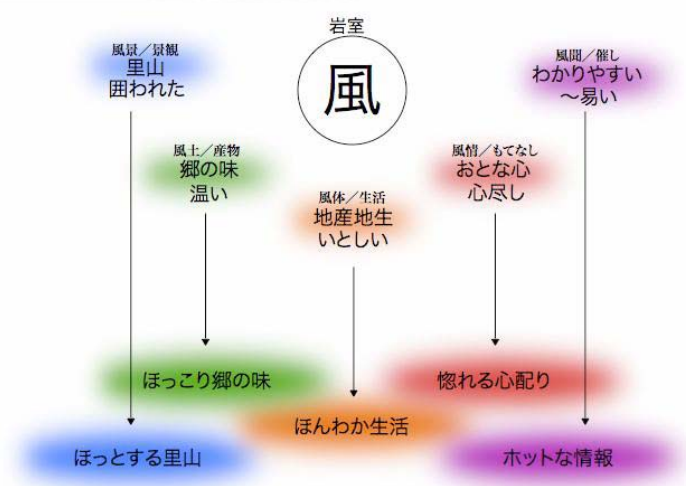 岩室
風
風景／景観
里山
囲われた
風聞／催し
わかりやすい
～易い
風土／産物
郷の味
温い
風情／もてなし
おとな心
心尽し
風体／生活
地産地生
いとしい
ほっこり郷の味
惚れる心配り
ほんわか生活
ほっとする里山
ホットな情報